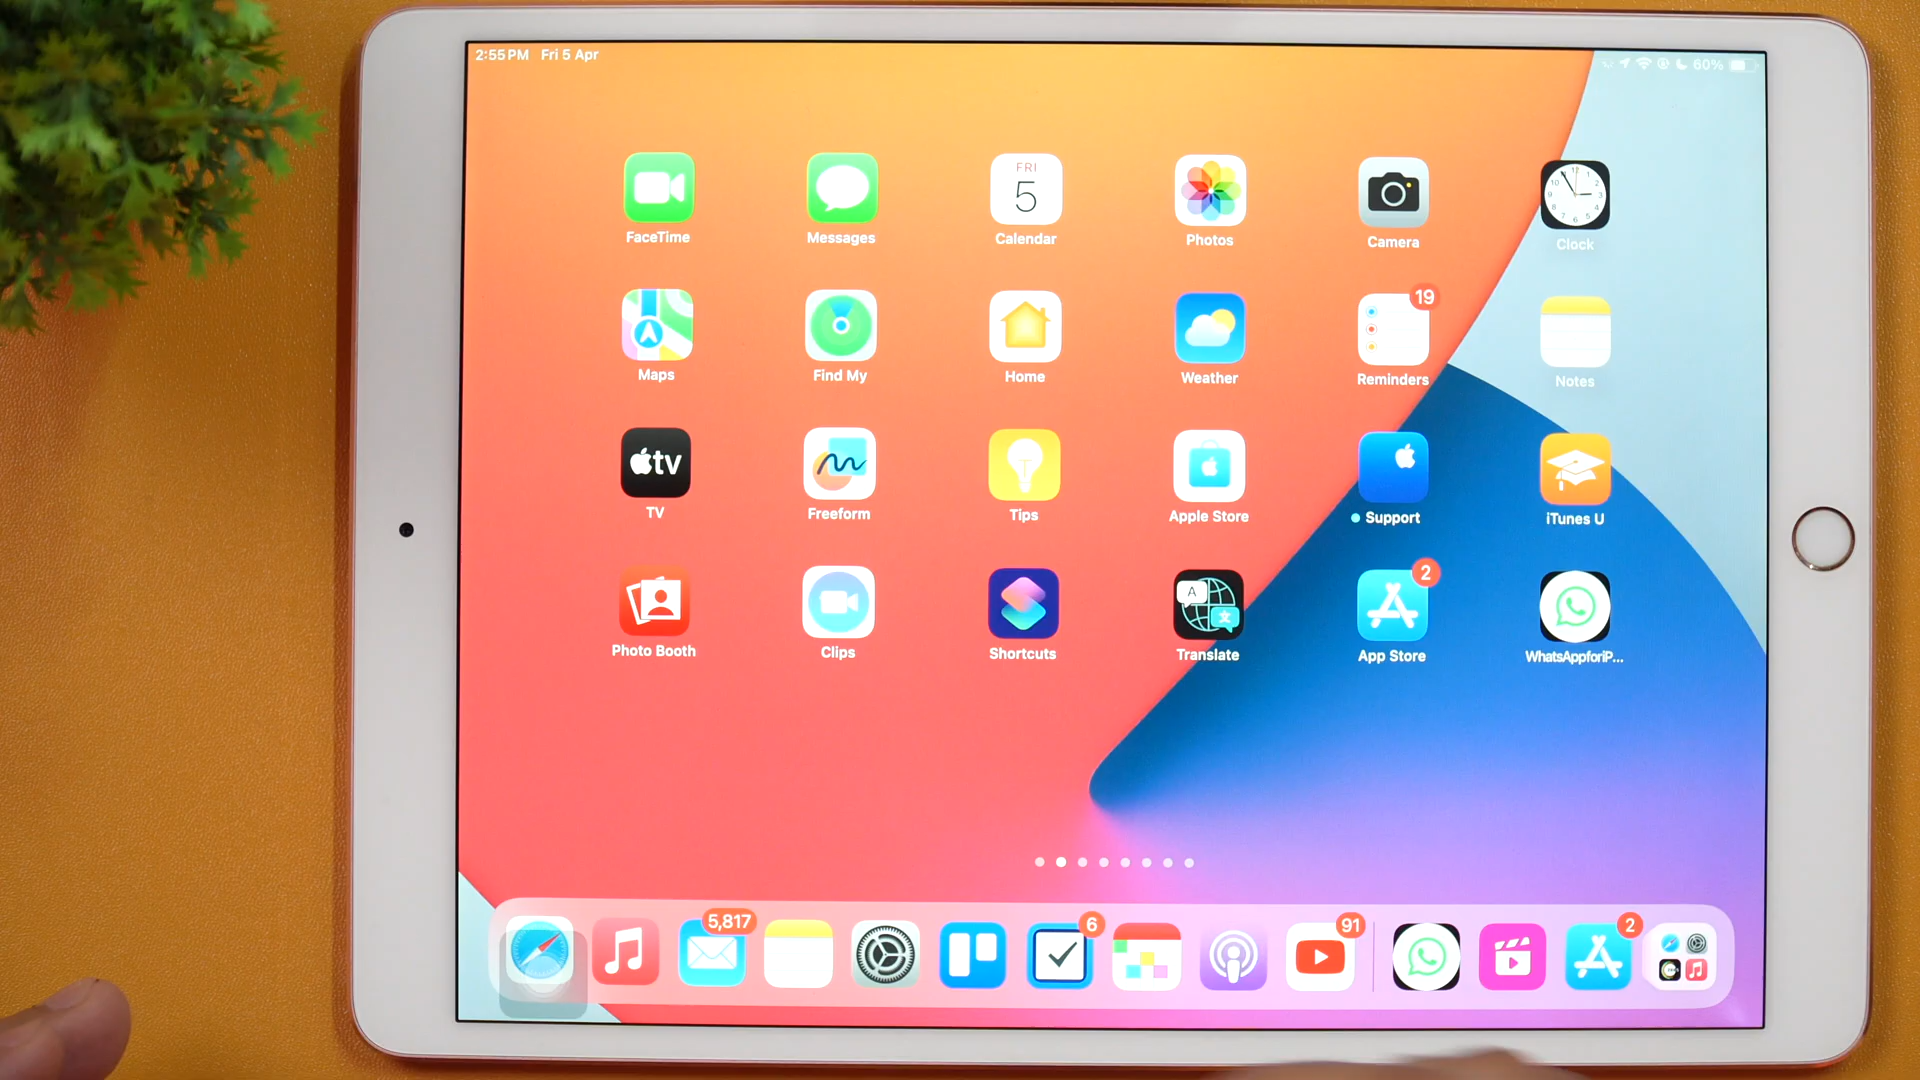 2:55 PM Fri 5 Apr
60%
FRI
5
FaceTime
Messages
Calendar
Photos
Camera
Clock
19
Maps
Find My
Home
Weather
Reminders
Notes
tv
TV
Freeform
Tips
Apple Store
Support
iTunes U
2
A
文
Photo Booth
Clips
Shortcuts
Translate
App Store
WhatsAppforiP...
5,817
6
91
2